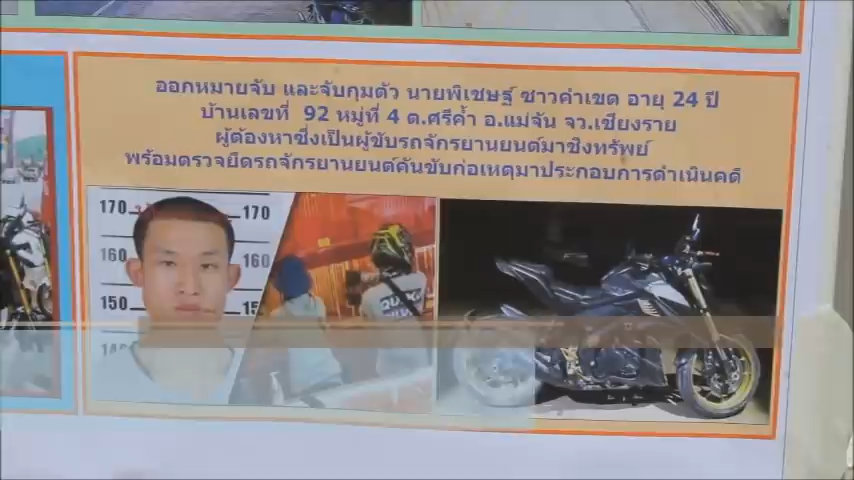 ออกหมายจับ และจับกุมตัว นายพิเชษฐ์ ชาวคำเขต อายุ 24 ปี
บ้านเลขที่ 92 หมู่ที่ 4 ต.ศรีค้ำ อ.แม่จัน จว.เชียงราย
ผู้ต้องหาซึ่งเป็นผู้ขับรถจักรยานยนต์มาชิงทรัพย์
พร้อมตรวจยึดรถจักรยานยนต์คันขับก่อเหตุมาประกอบการดำเนินคดี
170 170
160 160
150 15
140